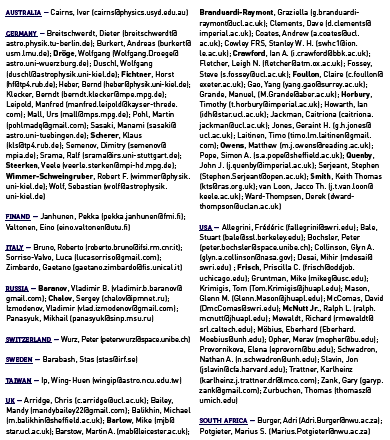 AUSTRALIA — Cairns, Iver (cairns@physics.usyd.edu.au)
GERMANY — Breitschwerdt, Dieter (breitschwerdt@
astro.physik.tu-berlin.de); Burkert, Andreas (burkert@
usm.lmu.de); Dröge, Wolfgang (Wolfgang.Droege@
astro.uni-wuerzburg.de); Duschl, Wolfgang
(duschl@astrophysik.uni-kiel.de); Fichtner, Horst
(hf@tp4.rub.de); Heber, Bernd (heber@physik.uni-kiel.de);
Klecker, Berndt (berndt.klecker@mpe.mpg.de);
Leipold, Manfred (manfred.leipold@kayser-threde.
com); Mall, Urs (mall@mps.mpg.de); Pohl, Martin
(pohlmadq@gmail.com); Sasaki, Manami (sasaki@
astro.uni-tuebingen.de); Scherer, Klaus
(kls@tp4.rub.de); Semenov, Dimitry (semenov@
mpia.de); Srama, Ralf (srama@irs.uni-stuttgart.de);
Steerken, Veele (veerle.sterken@mpi-hd.mpg.de);
Wimmer-Schweingruber, Robert F. (wimmer@physik.
uni-kiel.de); Wolf, Sebastian (wolf@astrophysik.
uni-kiel.de)
FINAND — Janhunen, Pekka (pekka.janhunen@fmi.fi);
Valtonen, Eino (eino.valtonen@utu.fi)
ITALY — Bruno, Roberto (roberto.bruno@ifsi.rm.cnr.it);
Sorriso-Valvo, Luca (lucasorriso@gmail.com);
Zimbardo, Gaetano (gaetano.zimbardo@fis.unical.it)
RUSSIA — Baranov, Vladimir B. (vladimir.b.baranov@
gmail.com); Chalov, Sergey (chalov@ipmnet.ru);
Izmodenov, Vladimir (vlad.izmodenov@gmail.com);
Panasyuk, Mikhail (panasyuk@sinp.msu.ru)
SWITZERLAND — Wurz, Peter (peter.wurz@space.unibe.ch)
SWEDEN — Barabash, Stas (stas@irf.se)
TAIWAN — Ip, Wing-Huen (wingip@astro.ncu.edu.tw)
UK — Arridge, Chris (c.arridge@ucl.ac.uk); Bailey,
Mandy (mandybailey22@gmail.com); Balikhin, Michael
(m.balikhin@sheffield.ac.uk); Barlow, Mike (mjb@
star.ucl.ac.uk); Barstow, Martin A. (mab@leicester.ac.uk);
Branduardi-Raymont, Graziella (g.branduardi-
raymont@ucl.ac.uk); Clements, Dave (d.clements@
imperial.ac.uk); Coates, Andrew (a.coates@ucl.
ac.uk); Cowley FRS, Stanley W. H. (swhc1@ion.
le.ac.uk); Crawford, Ian A. (i.crawford@bbk.ac.uk);
Fletcher, Leigh N. (fletcher@atm.ox.ac.uk); Fossey,
Steve (s.fossey@ucl.ac.uk); Foullon, Claire (c.foullon@
exeter.ac.uk); Gao, Yang (yang.gao@surrey.ac.uk);
Grande, Manuel, (M.Grande@aber.ac.uk); Horbury,
Timothy (t.horbury@imperial.ac.uk); Howarth, Ian
(idh@star.ucl.ac.uk); Jackman, Caitriona (caitriona.
jackman@ucl.ac.uk); Jones, Geraint H. (g.h.jones@
ucl.ac.uk); Laitinen, Timo (timo.lm.laitinen@gmail.
com); Owens, Matthew (m.j.owens@reading.ac.uk);
Pope, Simon A. (s.a.pope@sheffield.ac.uk); Quenby,
John J. (j.quenby@imperial.ac.uk); Serjeant, Stephen
(Stephen.Serjeant@open.ac.uk); Smith, Keith Thomas
(kts@ras.org.uk); van Loon, Jacco Th. (j.t.van.loon@
keele.ac.uk); Ward-Thompsen, Derek (dward-
thompson@uclan.ac.uk)
USA — Allegrini, Frédéric (fallegrini@swri.edu); Bale,
Stuart (bale@ssl.berkeley.edu); Bochsler, Peter
(peter.bochsler@space.unibe.ch); Collinson, Glyn A.
(glyn.a.collinson@nasa.gov); Desai, Mihir (mdesai@
swri.edu) ; Frisch, Priscilla C. (frisch@oddjob.
uchicago.edu); Gruntman, Mike (mikeg@usc.edu);
Krimigis, Tom (Tom.Krimigis@jhuapl.edu); Mason,
Glenn M. (Glenn.Mason@jhuapl.edu); McComas, David
(DMcComas@swri.edu); McNutt Jr., Ralph L. (ralph.
mcnutt@jhuapl.edu); Mewaldt, Richard (rmewaldt@
srl.caltech.edu); Möbius, Eberhard (Eberhard.
Moebius@unh.edu); Opher, Merav (mopher@bu.edu);
Provornikova, Elena (eprovorn@bu.edu); Schwadron,
Nathan A. (n.schwadron@unh.edu); Slavin, Jon
(jslavin@cfa.harvard.edu); Trattner, Karlheinz
(karlheinz.j.trattner.dr@lmco.com); Zank, Gary (garyp.
zank@gmail.com); Zurbuchen, Thomas (thomasz@
umich.edu)
SOUTH AFRICA — Burger, Adri (Adri.Burger@nwu.ac.za);
Potgieter, Marius S. (Marius.Potgieter@nwu.ac.za)